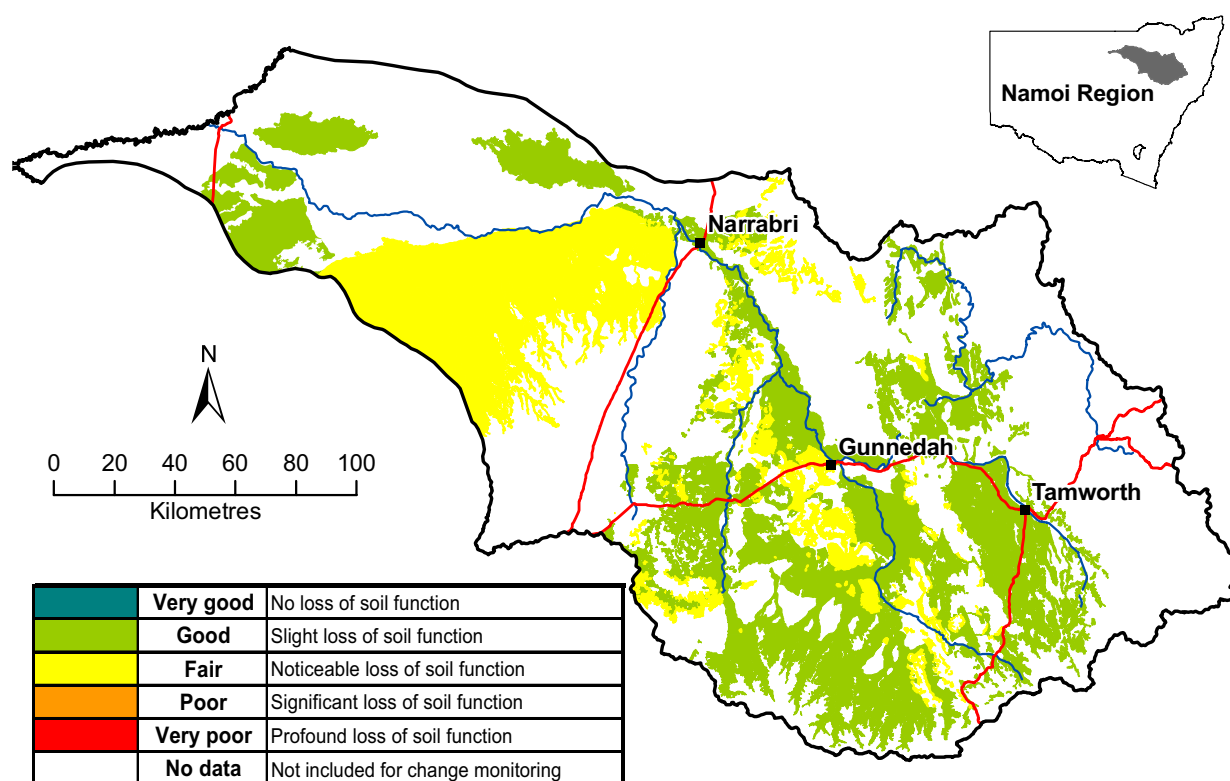 Namoi Region
Narrabri
N
0 20 40 60 80 100
Kilometres
Gunnedah
Tamworth
Very good No loss of soil function
Good Slight loss of soil function
Fair Noticeable loss of soil function
Poor Significant loss of soil function
Very poor Profound loss of soil function
No data Not included for change monitoring